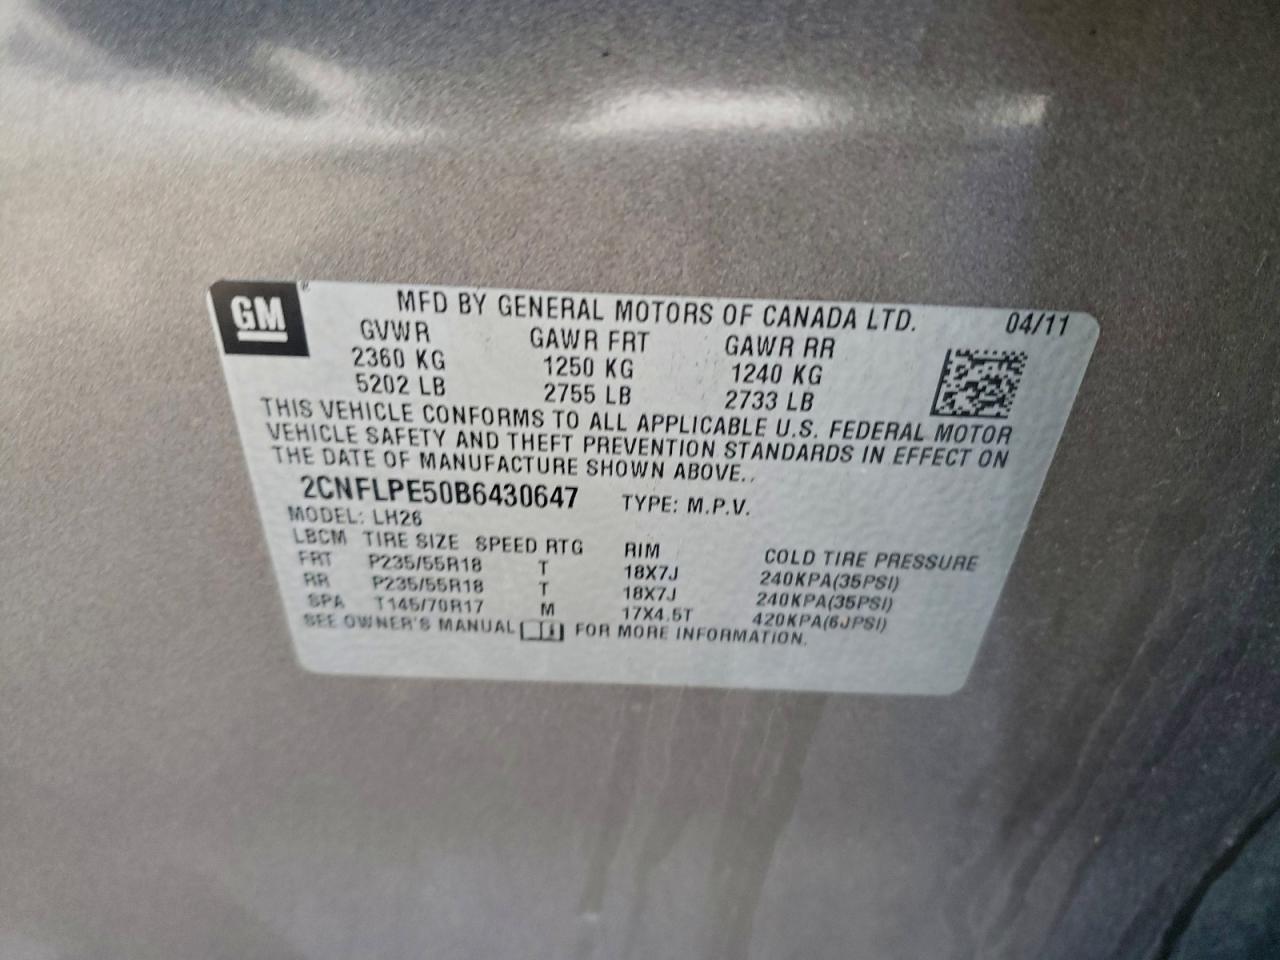 GM
MFD BY GENERAL MOTORS OF CANADA LTD. 04/11
GVWR GAWR FRT GAWR RR
2360 KG 1250 KG 1240 KG
5202 LB 2755 LB 2733 LB
THIS VEHICLE CONFORMS TO ALL APPLICABLE U.S. FEDERAL MOTOR
VEHICLE SAFETY AND THEFT PREVENTION STANDARDS IN EFFECT ON
THE DATE OF MANUFACTURE SHOWN ABOVE..
2CNFLPE50B6430647 TYPE: M.P.V.
MODEL: LH26
LBCM TIRE SIZE SPEED RTG RIM COLD TIRE PRESSURE
FRT P235/55R18 T 18X7J 240KPA(35PSI)
RR P235/55R18 T 18X7J 240KPA(35PSI)
SPA T145/70R17 M 17X4.5T 420KPA(60PSI)
SEE OWNER'S MANUAL FOR MORE INFORMATION.